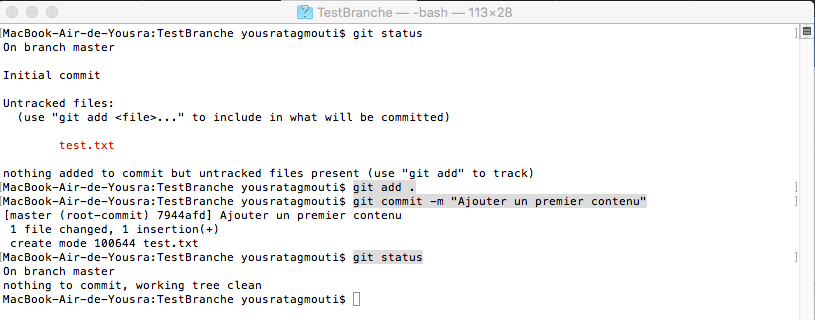 TestBranche — -bash — 113×28
[MacBook-Air-de-Yousra:TestBranche yousratagmouti$ git status ]
On branch master
Initial commit
Untracked files:
(use "git add <file>..." to include in what will be committed)
test.txt
nothing added to commit but untracked files present (use "git add" to track)
[MacBook-Air-de-Yousra:TestBranche yousratagmouti$ git add . ]
[MacBook-Air-de-Yousra:TestBranche yousratagmouti$ git commit -m "Ajouter un premier contenu" ]
[master (root-commit) 7944afd] Ajouter un premier contenu
1 file changed, 1 insertion(+)
create mode 100644 test.txt
[MacBook-Air-de-Yousra:TestBranche yousratagmouti$ git status ]
On branch master
nothing to commit, working tree clean
MacBook-Air-de-Yousra:TestBranche yousratagmouti$